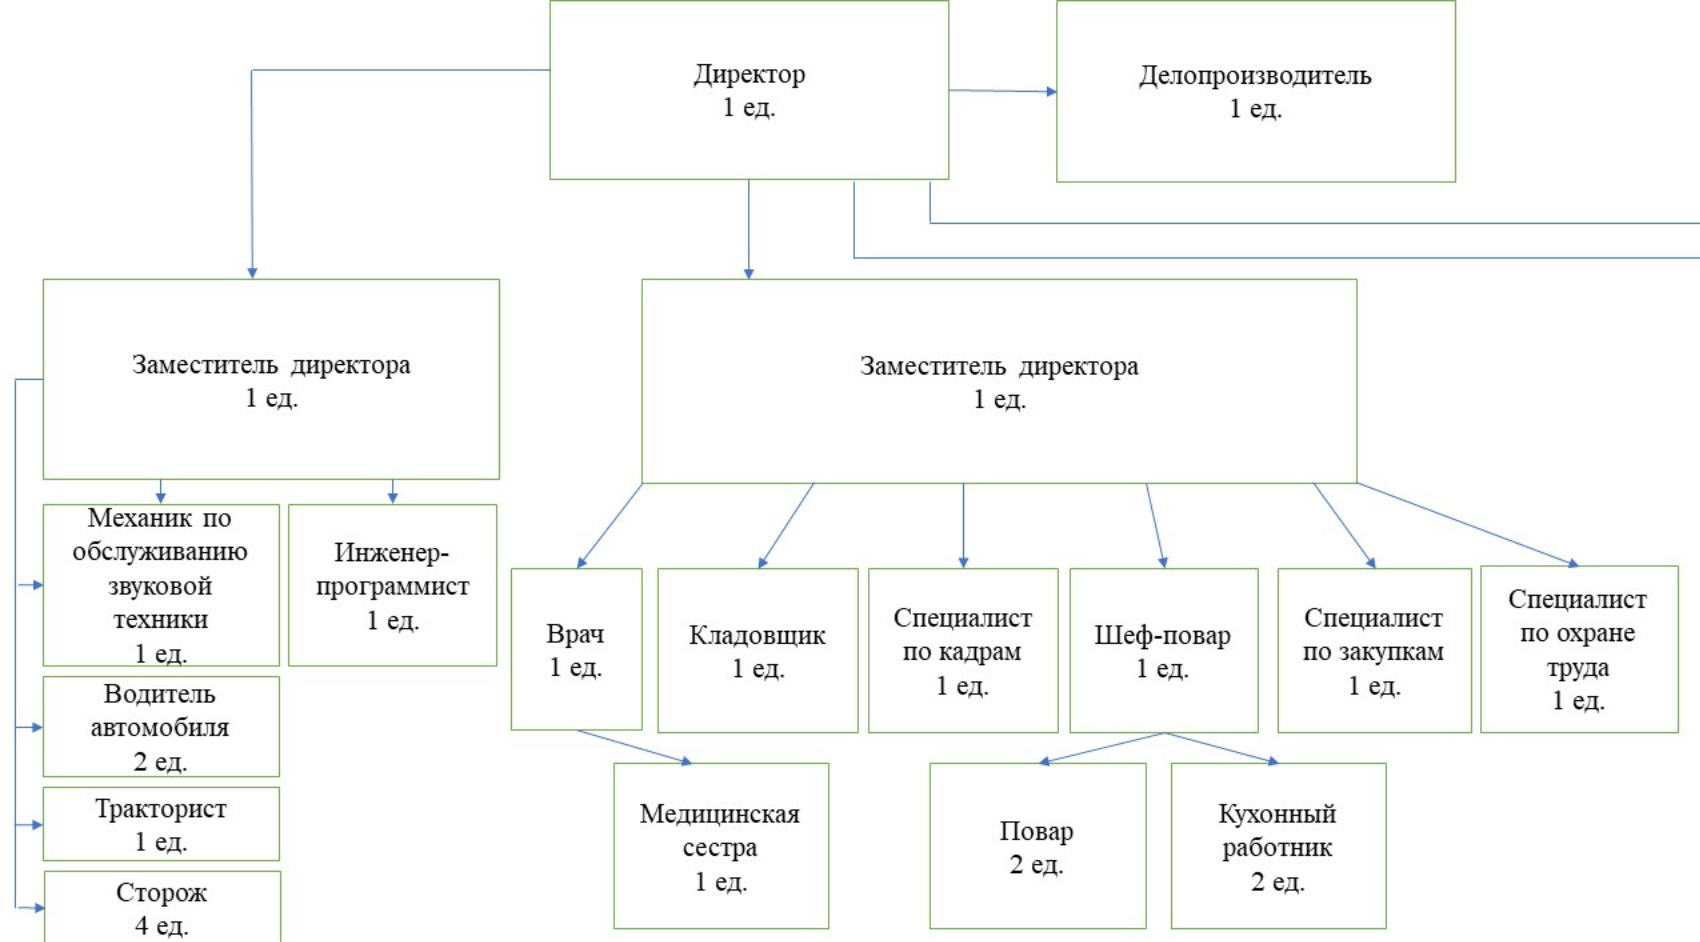 Директор
1 ед.
Делопроизводитель
1 ед.
Заместитель директора
1 ед.
Заместитель директора
1 ед.
Механик по
обслуживанию
звуковой
техники
1 ед.
Инженер-
программист
1 ед.
Водитель
автомобиля
2 ед.
Тракторист
1 ед.
Сторож
4 ед.
Врач
1 ед.
Кладовщик
1 ед.
Специалист
по кадрам
1 ед.
Шеф-повар
1 ед.
Специалист
по закупкам
1 ед.
Специалист
по охране
труда
1 ед.
Медицинская
сестра
1 ед.
Повар
2 ед.
Кухонный
работник
2 ед.